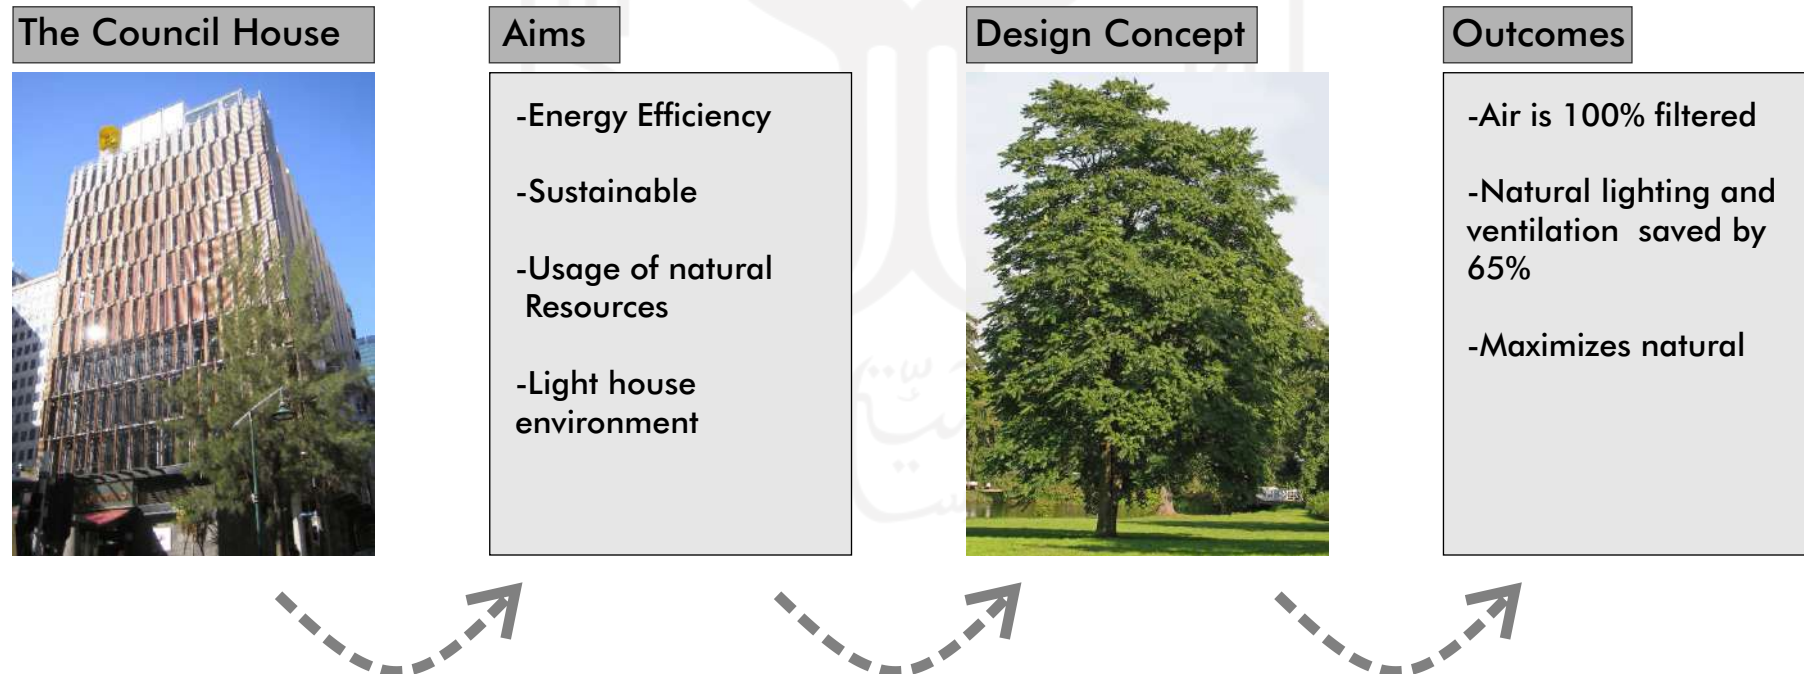 The Council House
Aims
-Energy Efficiency
-Sustainable
-Usage of natural
Resources
-Light house
environment
Design Concept
Outcomes
-Air is 100% filtered
-Natural lighting and
ventilation  saved by
65%
-Maximizes natural